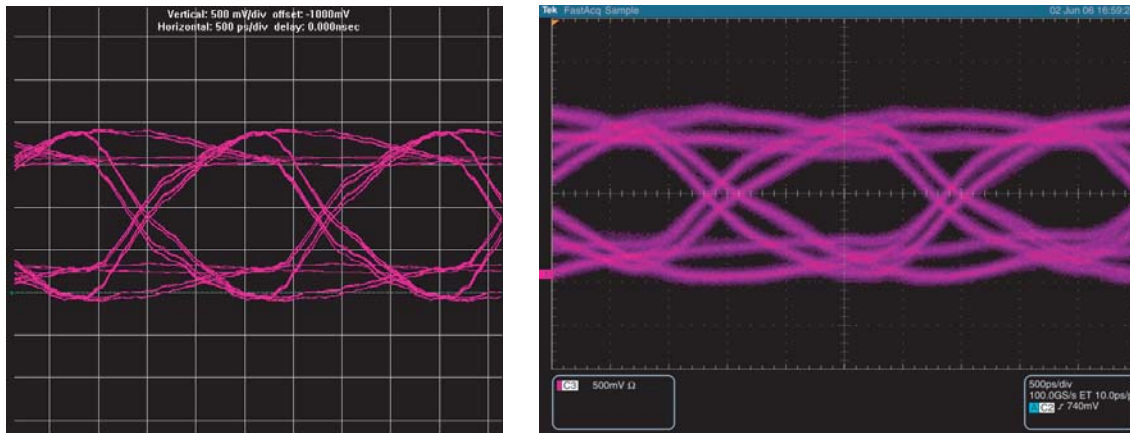 Vertical: 500 mV/div offset: -1000mV
Horizontal: 500 ps/div delay: 0.000nsec
Tek FastAcq Sample
02 Jun 06 16:59:2
C3 500mV Ω
500ps/div
100.0GS/s ET 10.0ps/p
A C2 740mV